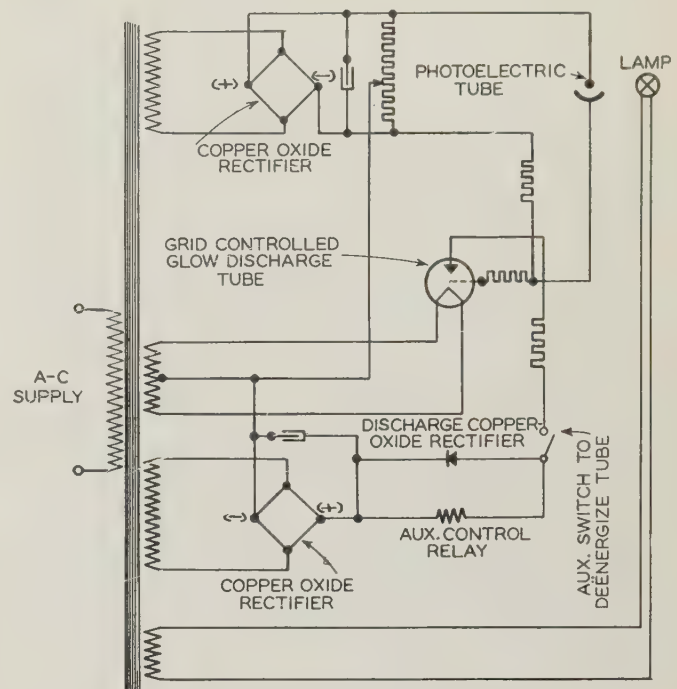 (+)
(-)
COPPER OXIDE
RECTIFIER
PHOTOELECTRIC
TUBE
LAMP
GRID CONTROLLED
GLOW DISCHARGE
TUBE
A-C
SUPPLY
DISCHARGE COPPER-
OXIDE RECTIFIER
(-)
(+)
AUX. CONTROL
RELAY
COPPER OXIDE
RECTIFIER
AUX. SWITCH TO
DEËNERGIZE TUBE